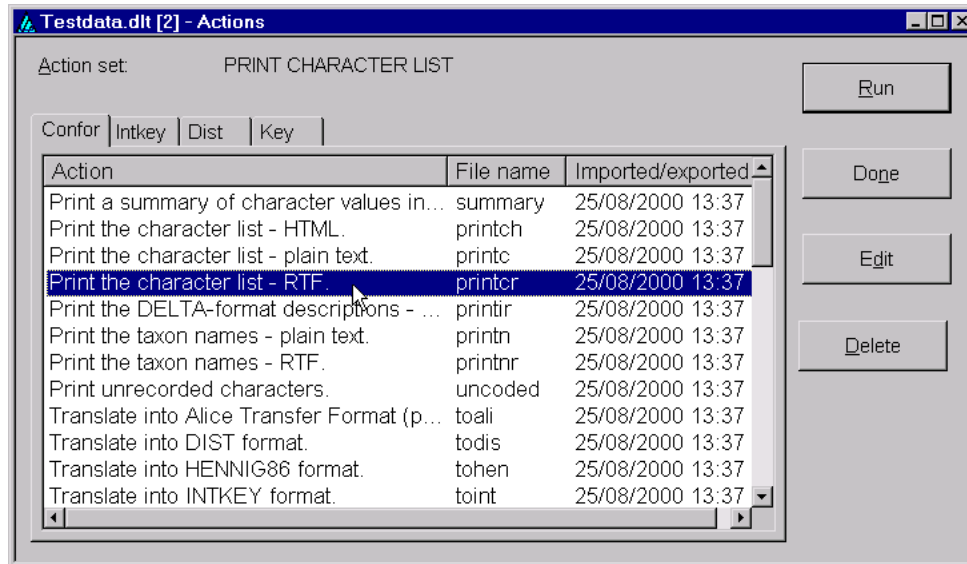 Testdata.dlt [2] - Actions
Action set: PRINT CHARACTER LIST
Run
Confor Intkey Dist Key
Action File name Imported/exported
Done
Print a summary of character values in... summary 25/08/2000 13:37
Print the character list - HTML. printch 25/08/2000 13:37
Print the character list - plain text. printc 25/08/2000 13:37
Edit
Print the character list - RTF. printcr 25/08/2000 13:37
Print the DELTA-format descriptions - ... printir 25/08/2000 13:37
Print the taxon names - plain text. printn 25/08/2000 13:37
Delete
Print the taxon names - RTF. printnr 25/08/2000 13:37
Print unrecorded characters. uncoded 25/08/2000 13:37
Translate into Alice Transfer Format (p... toali 25/08/2000 13:37
Translate into DIST format. todis 25/08/2000 13:37
Translate into HENNIG86 format. tohen 25/08/2000 13:37
Translate into INTKEY format. toint 25/08/2000 13:37